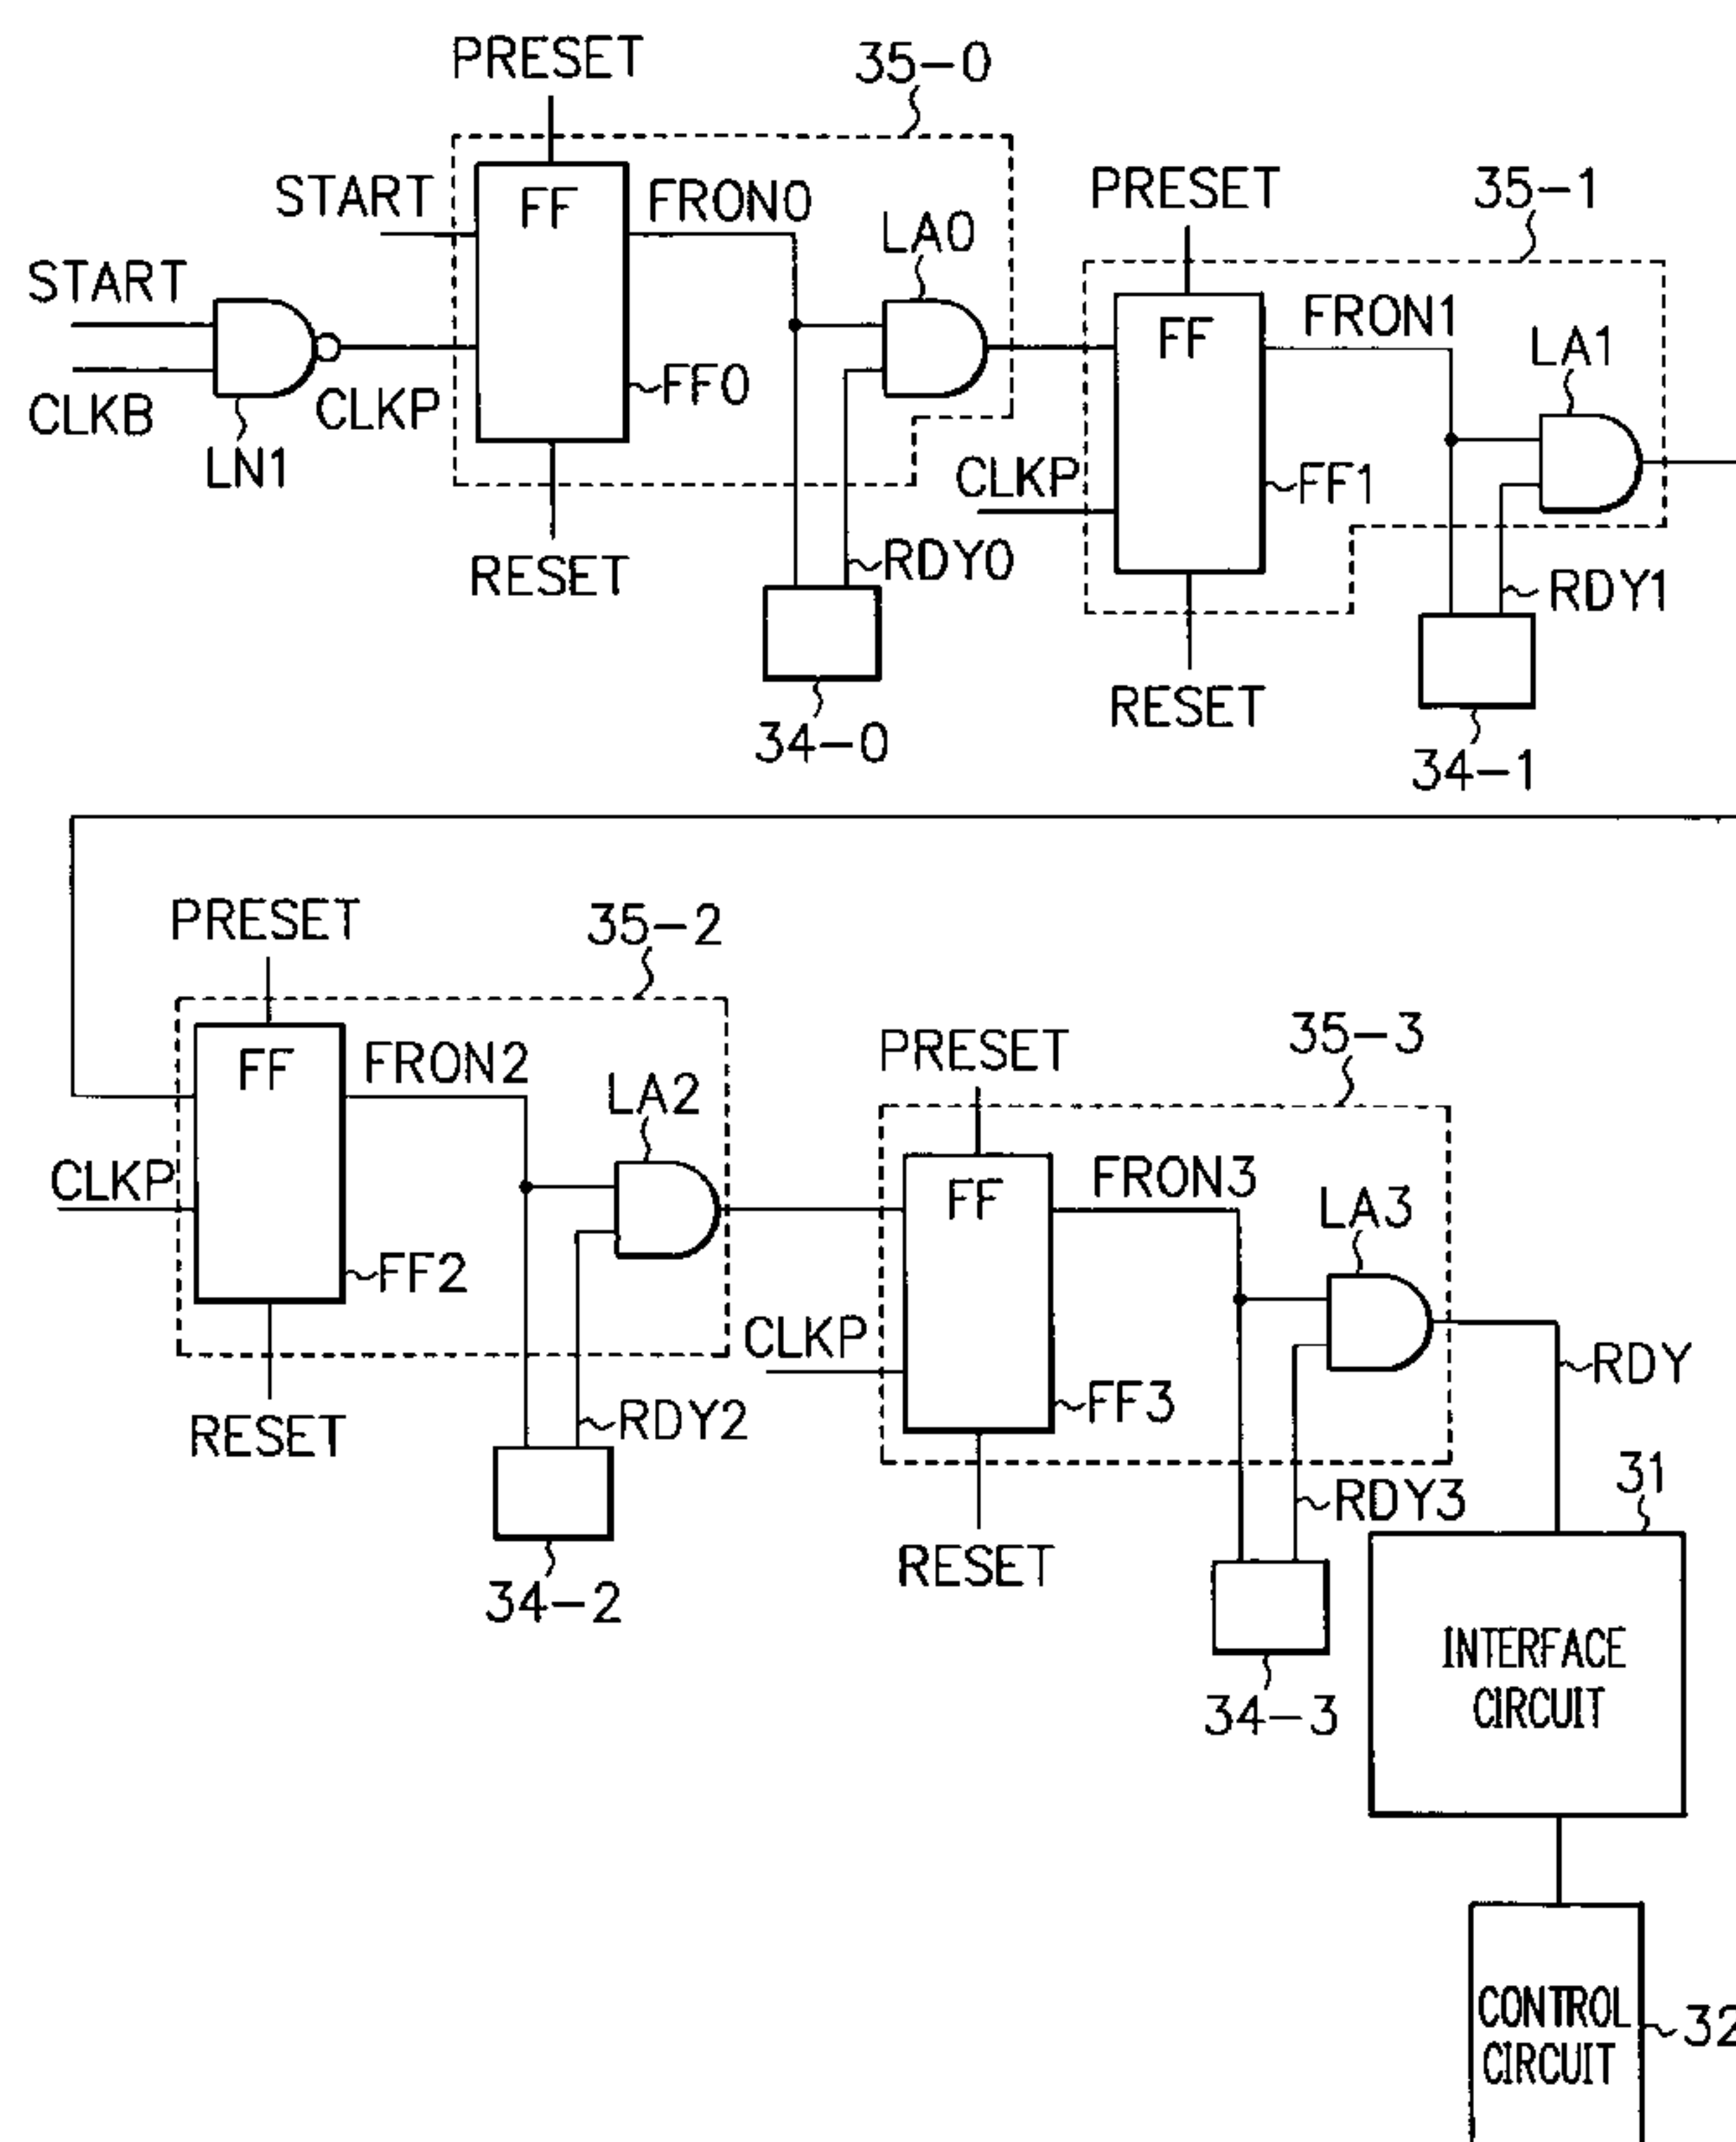 PRESET
35-0
START
FF
FRON0
LA0
PRESET
35-1
START
CLKB
LN1
CLKP
FF0
FF
FRON1
LA1
CLKP
FF1
RESET
RDY0
RDY1
34-0
RESET
34-1
PRESET
35-2
FF
FRON2
LA2
PRESET
35-3
CLKP
FF
FRON3
LA3
FF2
CLKP
RDY
RESET
RDY2
FF3
RDY3
31
34-2
RESET
34-3
INTERFACE
CIRCUIT
CONTROL
CIRCUIT
32